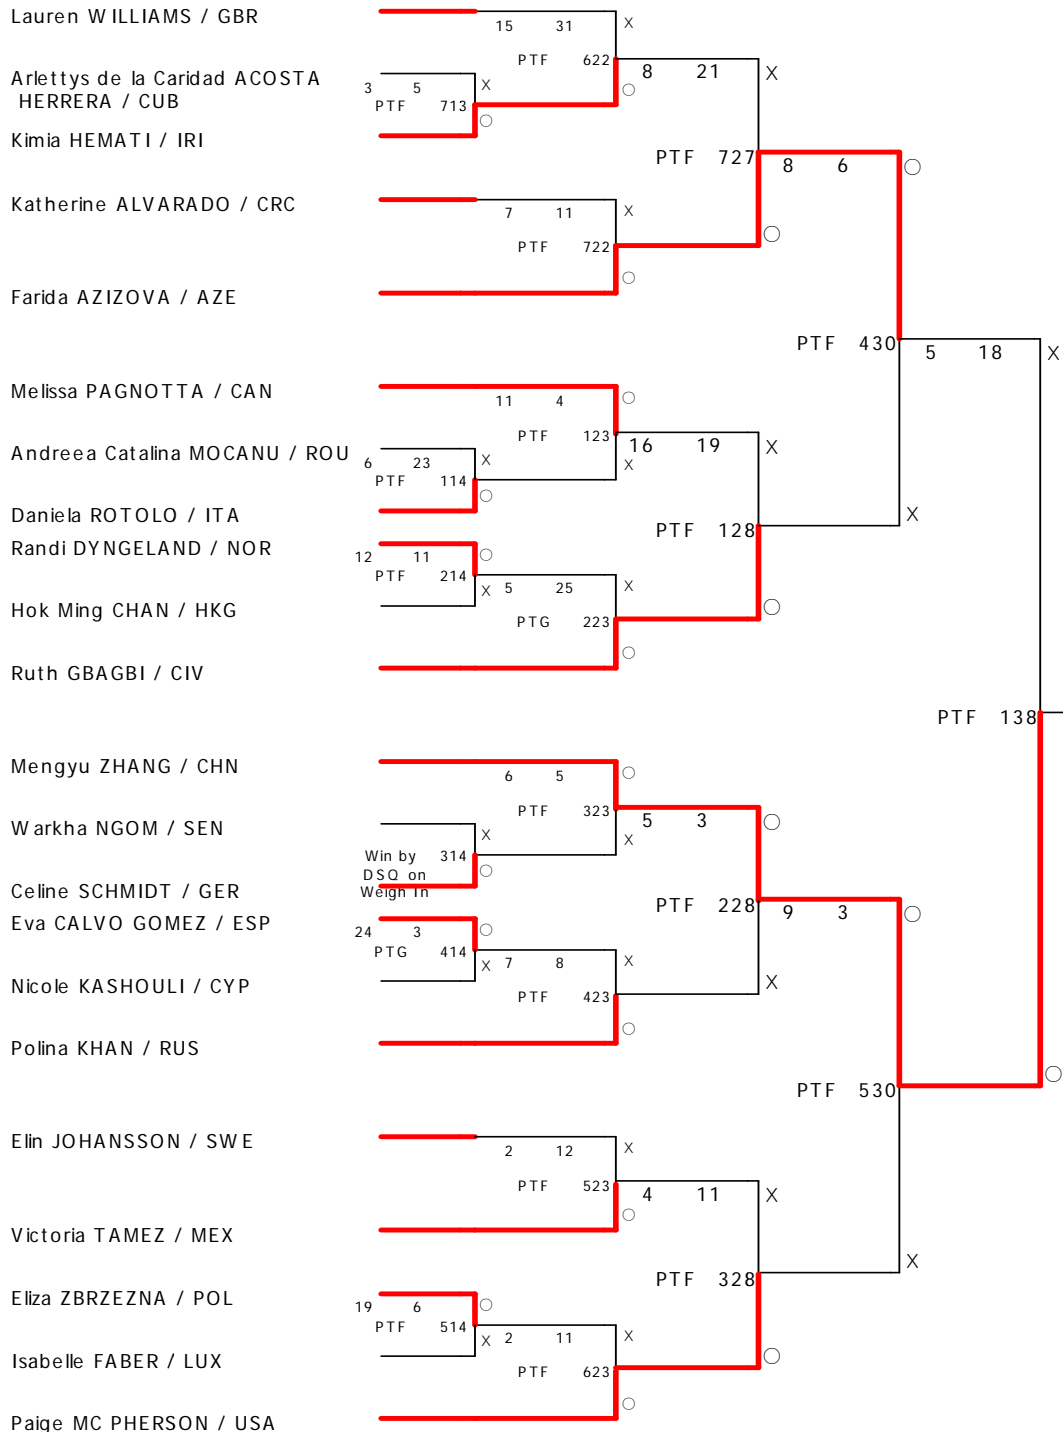 Lauren WILLIAMS / GBR
15 31 X
PTF 622
8 21 X
Arlettys de la Caridad ACOSTA
HERRERA / CUB
3 5 X
PTF 713
○
○
Kimia HEMATI / IRI
PTF 727
8 6 ○
Katherine ALVARADO / CRC
7 11 X
PTF 722
○
○
Farida AZIZOVA / AZE
PTF 430
5 18 X
Melissa PAGNOTTA / CAN
11 4 ○
PTF 123
16 19 X
X
Andreea Catalina MOCANU / ROU
6 23 X
PTF 114
○
Daniela ROTOLO / ITA
X
PTF 128
Randi DYNGELAND / NOR
12 11 ○
PTF 214
X
5 25 X
PTG 223
○
Hok Ming CHAN / HKG
○
Ruth GBAGBI / CIV
PTF 138
Mengyu ZHANG / CHN
6 5 ○
PTF 323
5 3 ○
X
Warkha NGOM / SEN
X
Win by 314
DSQ on
Weigh In
○
Celine SCHMIDT / GER
PTF 228
9 3 ○
Eva CALVO GOMEZ / ESP
24 3 ○
PTG 414
X
7 8 X
PTF 423
X
Nicole KASHOULI / CYP
○
Polina KHAN / RUS
○
PTF 530
Elin JOHANSSON / SWE
2 12 X
PTF 523
4 11 X
○
Victoria TAMEZ / MEX
X
PTF 328
Eliza ZBRZEZNA / POL
19 6 ○
PTF 514
X
2 11 X
PTF 623
○
Isabelle FABER / LUX
○
Paige MC PHERSON / USA